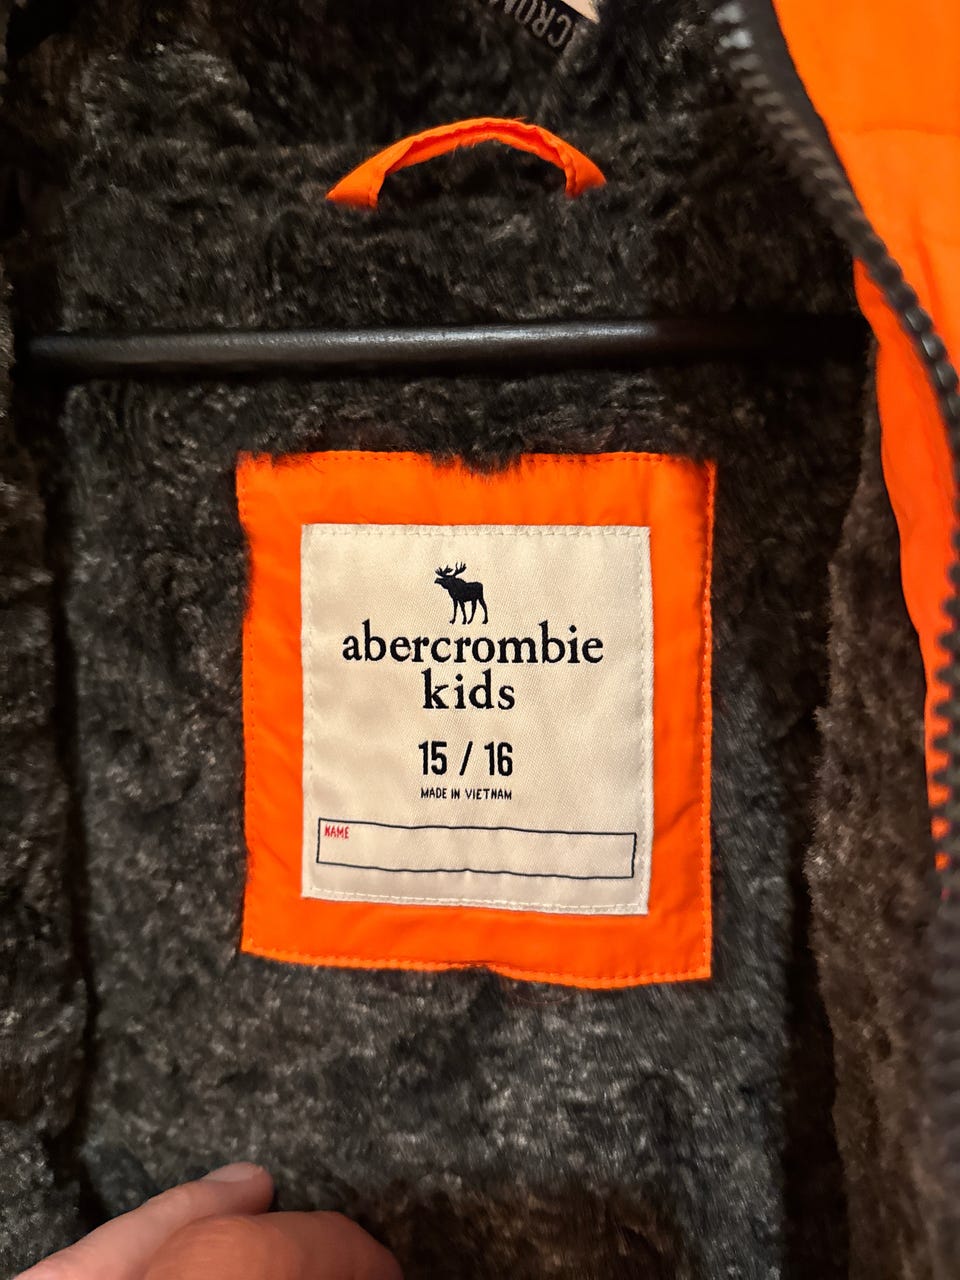 abercrombie
kids
15 / 16
MADE IN VIETNAM
NAME